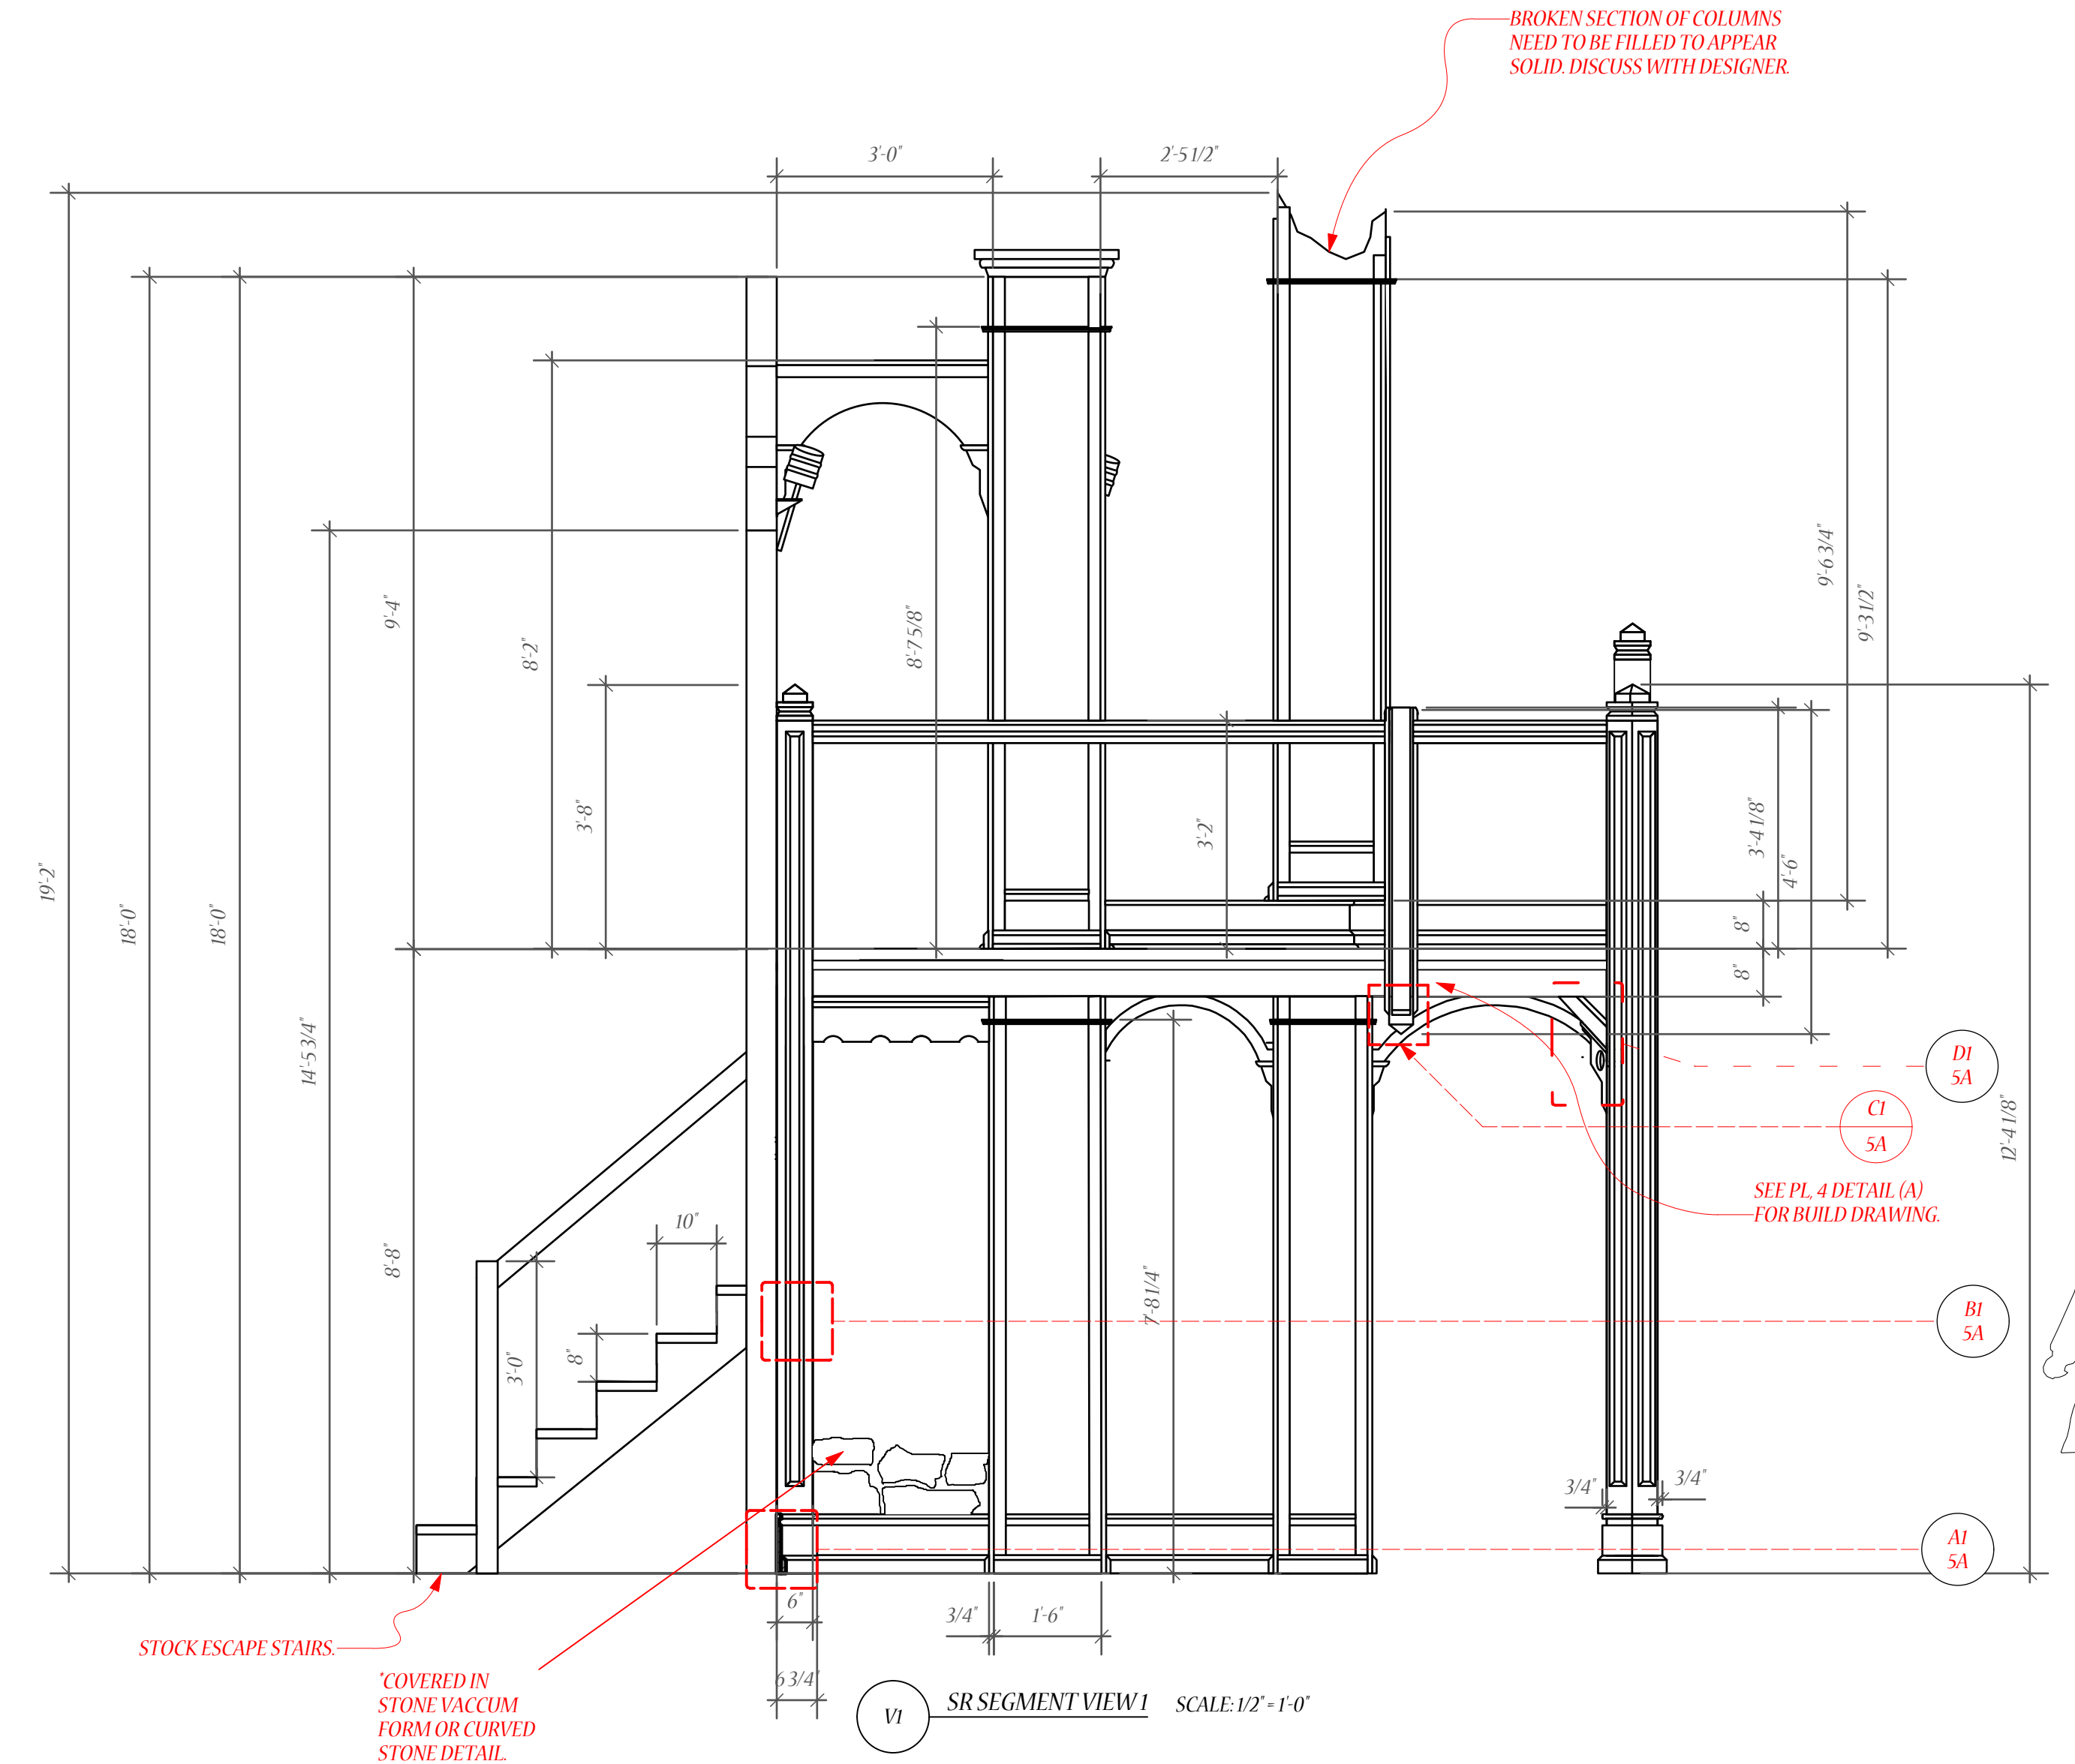 BROKEN SECTION OF COLUMNS
NEED TO BE FILLED TO APPEAR
SOLID. DISCUSS WITH DESIGNER.
3'-0"
2'-5 1/2"
19'-2"
18'-0"
18'-0"
14'-5 3/4"
9'-4"
8'-8"
8'-2"
3'-8"
8'-7 5/8"
3'-2"
9'-6 3/4"
9'-3 1/2"
3'-4 1/8"
4'-6"
8"
8"
12'-4 1/8"
D1
5A
C1
5A
SEE PL, 4 DETAIL (A)
FOR BUILD DRAWING.
10"
8"
3'-0"
7'-8 1/4"
B1
5A
3/4"
3/4"
A1
5A
6"
3/4"
1'-6"
6 3/4"
STOCK ESCAPE STAIRS.
*COVERED IN
STONE VACCUM
FORM OR CURVED
STONE DETAIL.
V1
SR SEGMENT VIEW 1 SCALE: 1/2" = 1'-0"